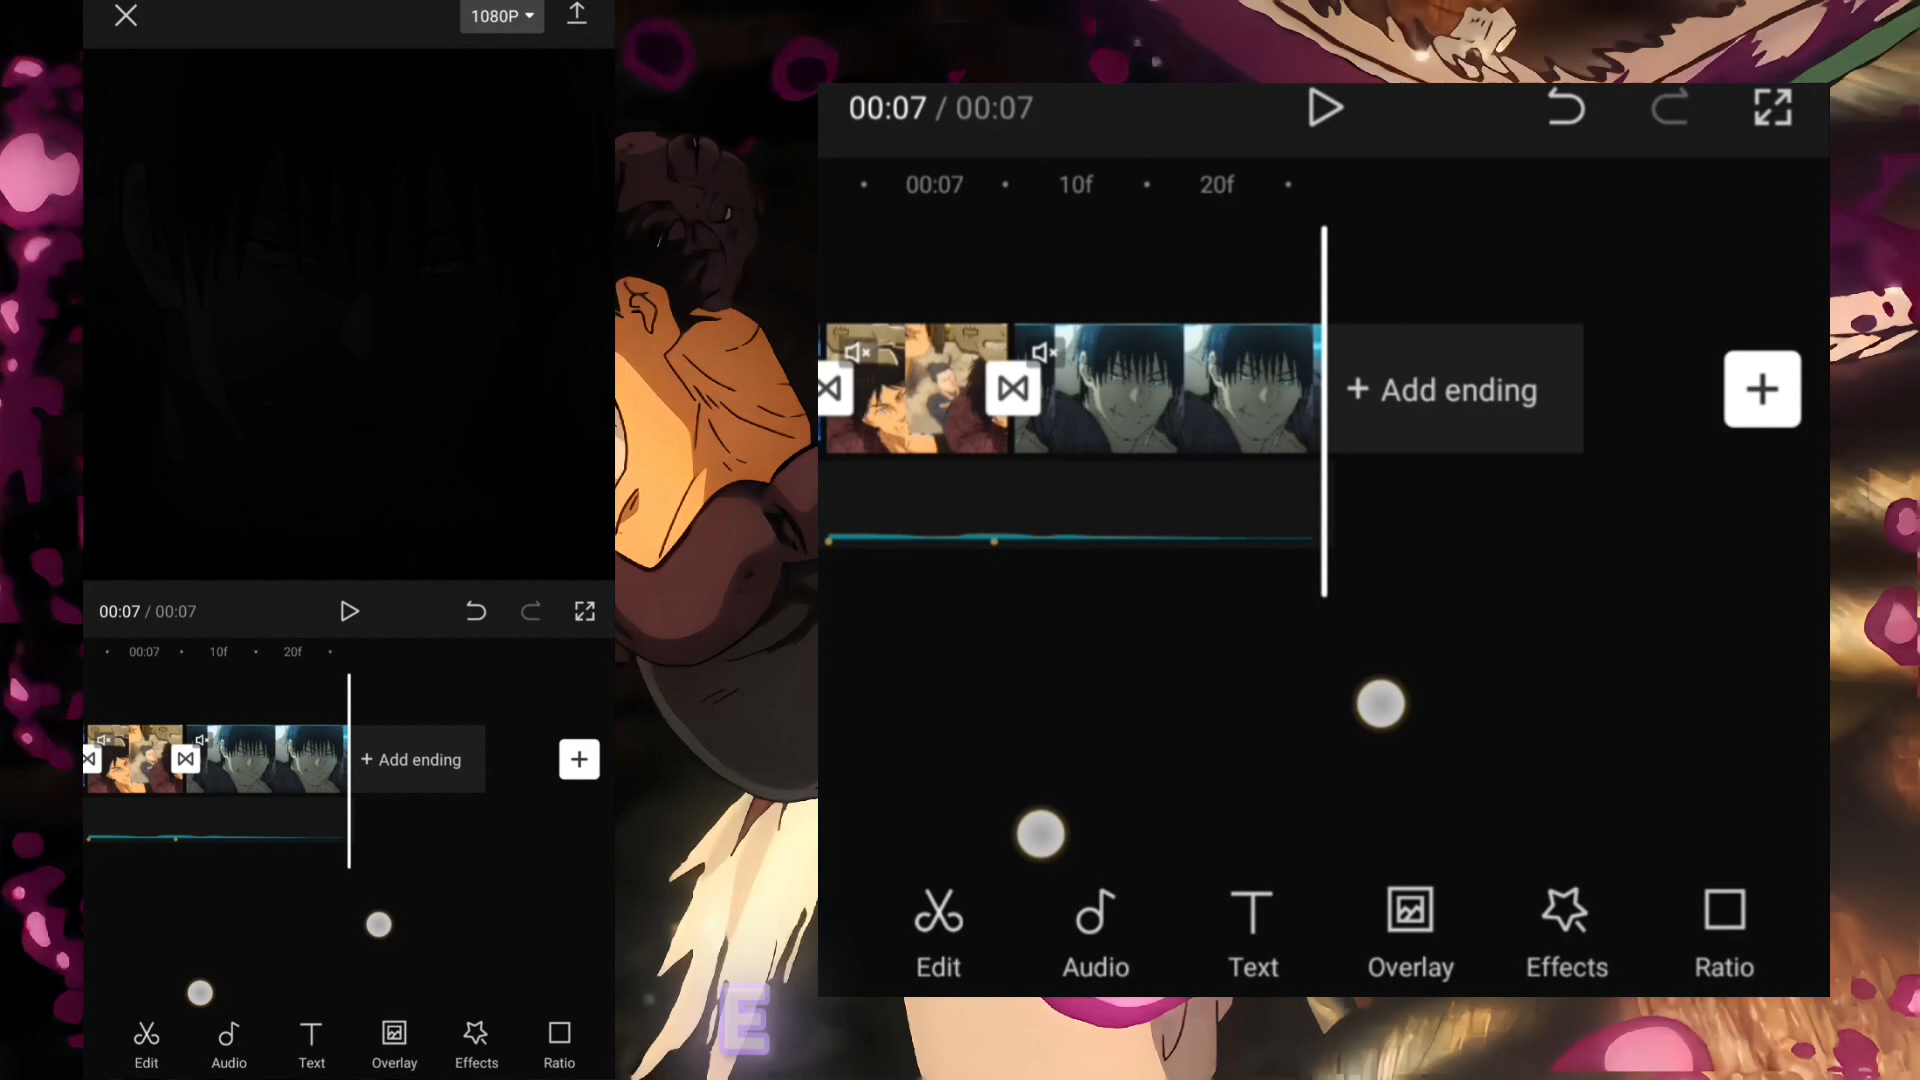 1080P
00:07 / 00:07
00:07 10f 20f
+ Add ending
Edit Audio Text Overlay Effects Ratio
00:07 / 00:07
00:07 10f 20f
+ Add ending
Edit Audio Text Overlay Effects Ratio
E